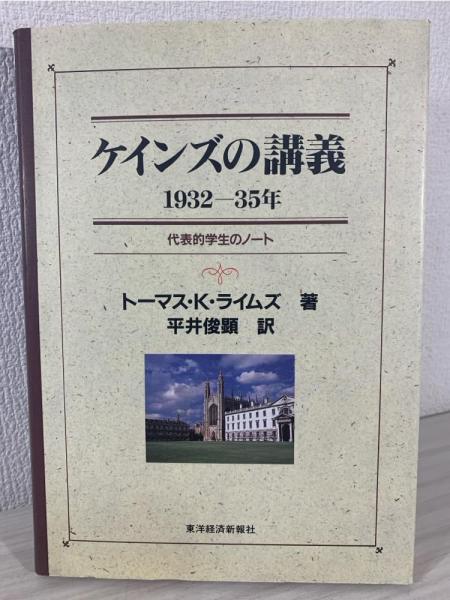 ケインズの講義
1932—35年
代表的学生のノート
トーマス・K・ライムズ 著
平井俊顕 訳
東洋経済新報社